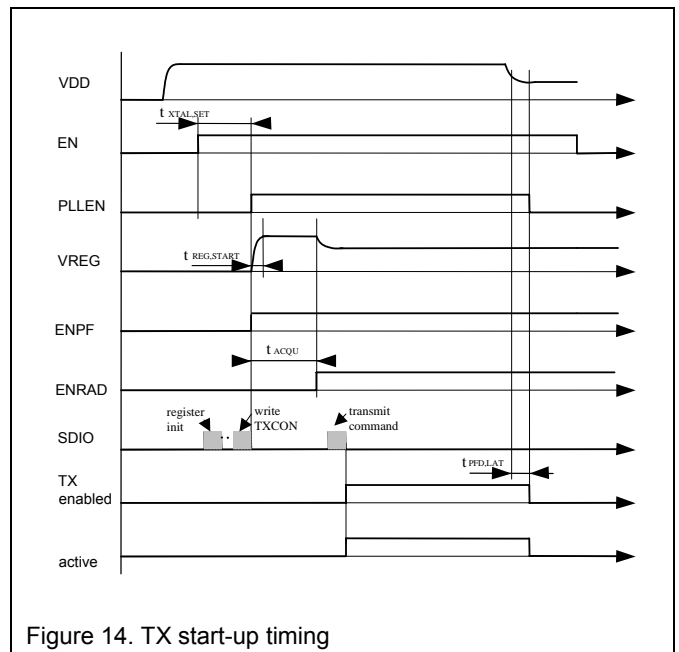 VDD
t XTAL,SET
EN
PLLEN
VREG
t REG,START
ENPF
t ACQU
ENRAD
register
init
write
TXCON
transmit
command
SDIO
t PFD,LAT
TX
enabled
active
Figure 14. TX start-up timing